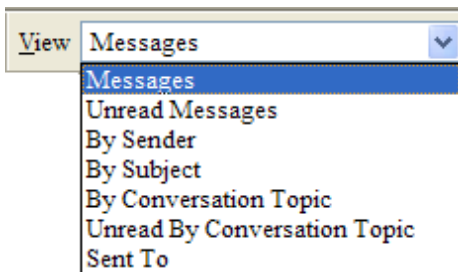 View Messages
Messages
Unread Messages
By Sender
By Subject
By Conversation Topic
Unread By Conversation Topic
Sent To